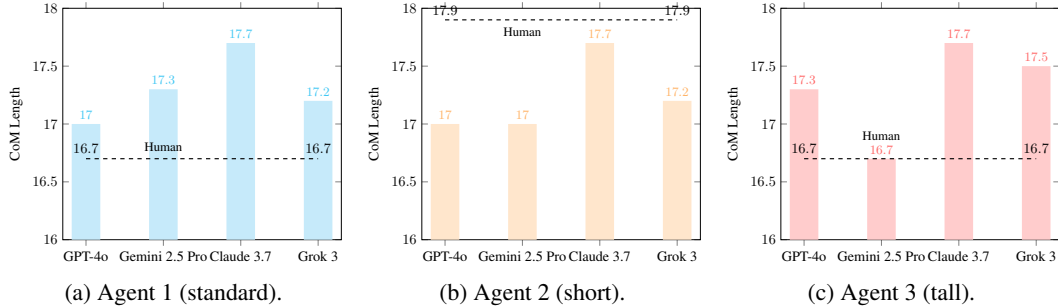 18
17.5
17
16.5
16
CoM Length
17
17.3
17.7
17.2
16.7
Human
16.7
GPT-4o Gemini 2.5 Pro Claude 3.7 Grok 3
(a) Agent 1 (standard).
18
17.5
17
16.5
16
CoM Length
17.9
Human
17.9
17
17
17.7
17.2
GPT-4o Gemini 2.5 Pro Claude 3.7 Grok 3
(b) Agent 2 (short).
18
17.5
17
16.5
16
CoM Length
17.3
16.7
17.7
17.5
16.7
Human
16.7
GPT-4o Gemini 2.5 Pro Claude 3.7 Grok 3
(c) Agent 3 (tall).